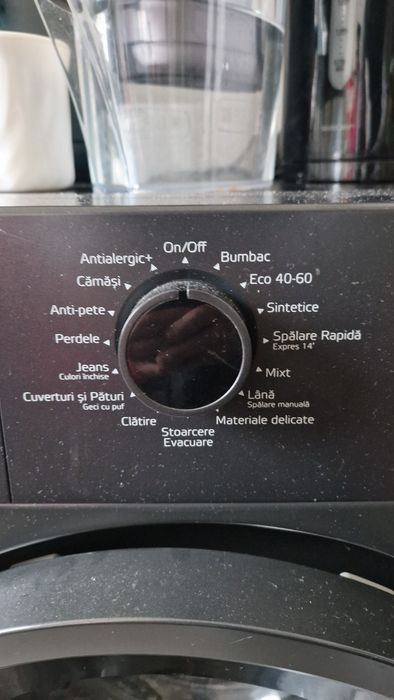 On/Off
Bumbac
Eco 40-60
Sintetice
Spălare Rapidă
Expres 14'
Mixt
Lână
Spălare manuală
Materiale delicate
Stoarcere
Evacuare
Clătire
Cuverturi și Pături
Geci cu puf
Jeans
Culori închise
Perdele
Anti-pete
Cămăşi
Antialergic+